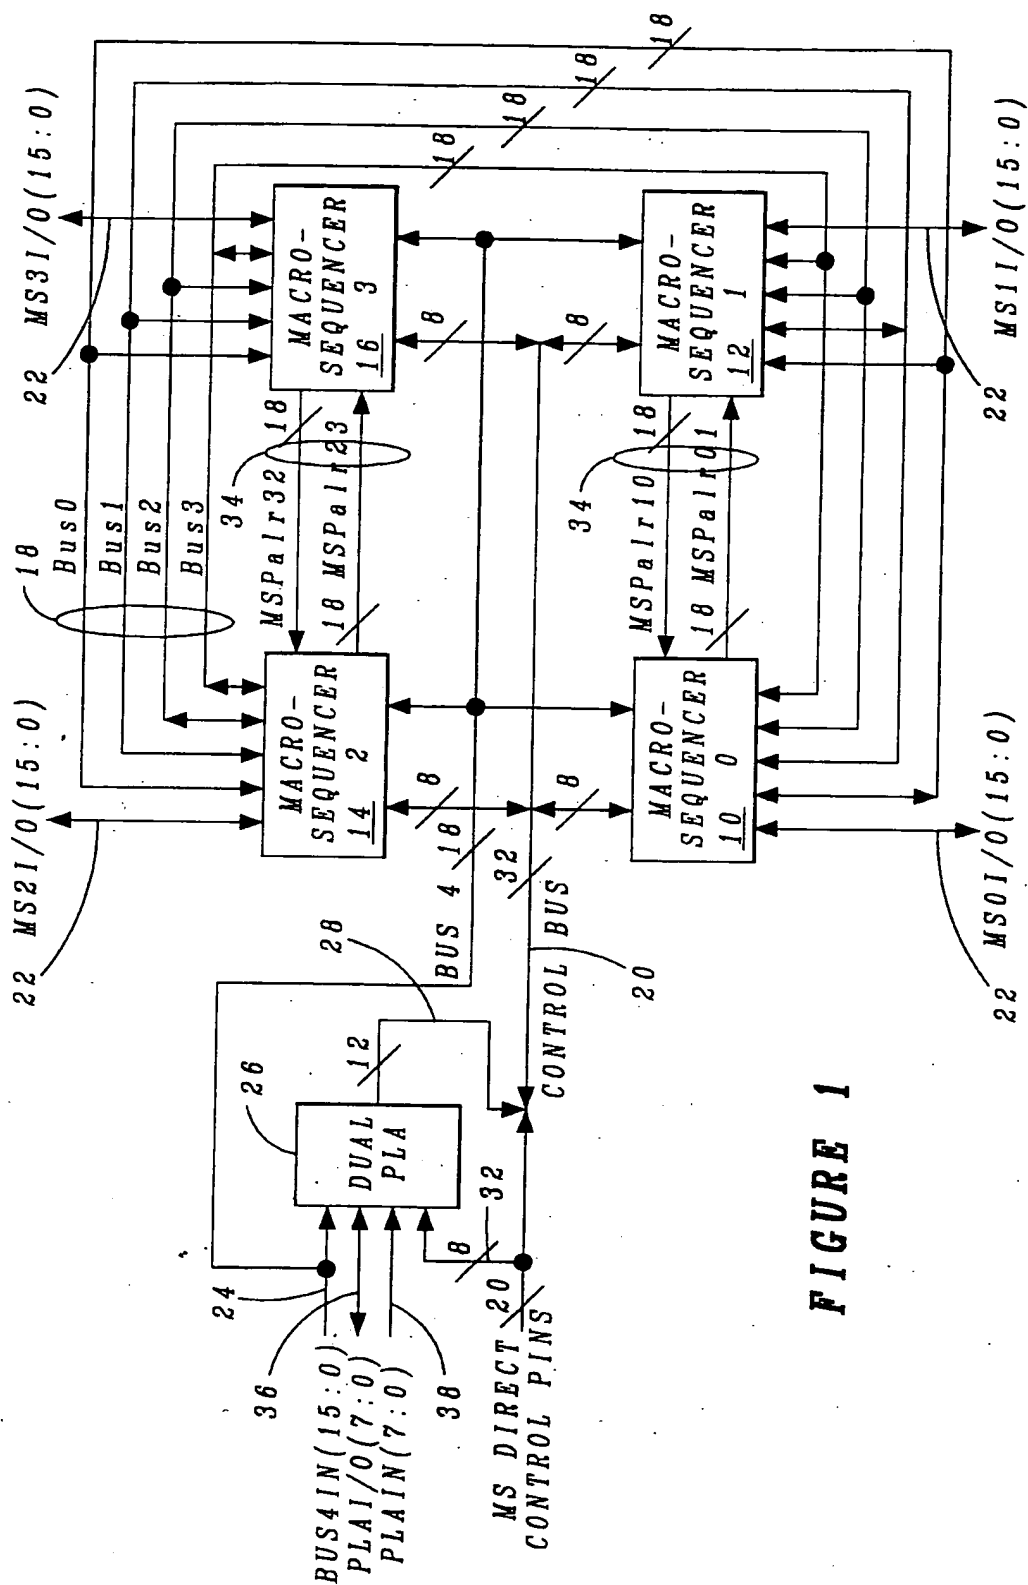 22 MS2I/O(15:0)
22 MS3I/O(15:0)
18
Bus0
Bus1
Bus2
Bus3
18
18
18
18
24
26
36
34
MSPalr32
18
18 MSPalr23
MACRO-
SEQUENCER
2
14
MACRO-
SEQUENCER
3
16
BUS4IN(15:0)
PLAI/O(7:0)
PLAIN(7:0)
38
DUAL
PLA
12
28
8
32
8
8
BUS 4
18
MS DIRECT
CONTROL PINS
20
CONTROL BUS
32
20
8
8
34
MSPalr10
18
18 MSPalr01
MACRO-
SEQUENCER
0
10
MACRO-
SEQUENCER
1
12
22
MS0I/O(15:0)
22
MS1I/O(15:0)
FIGURE 1